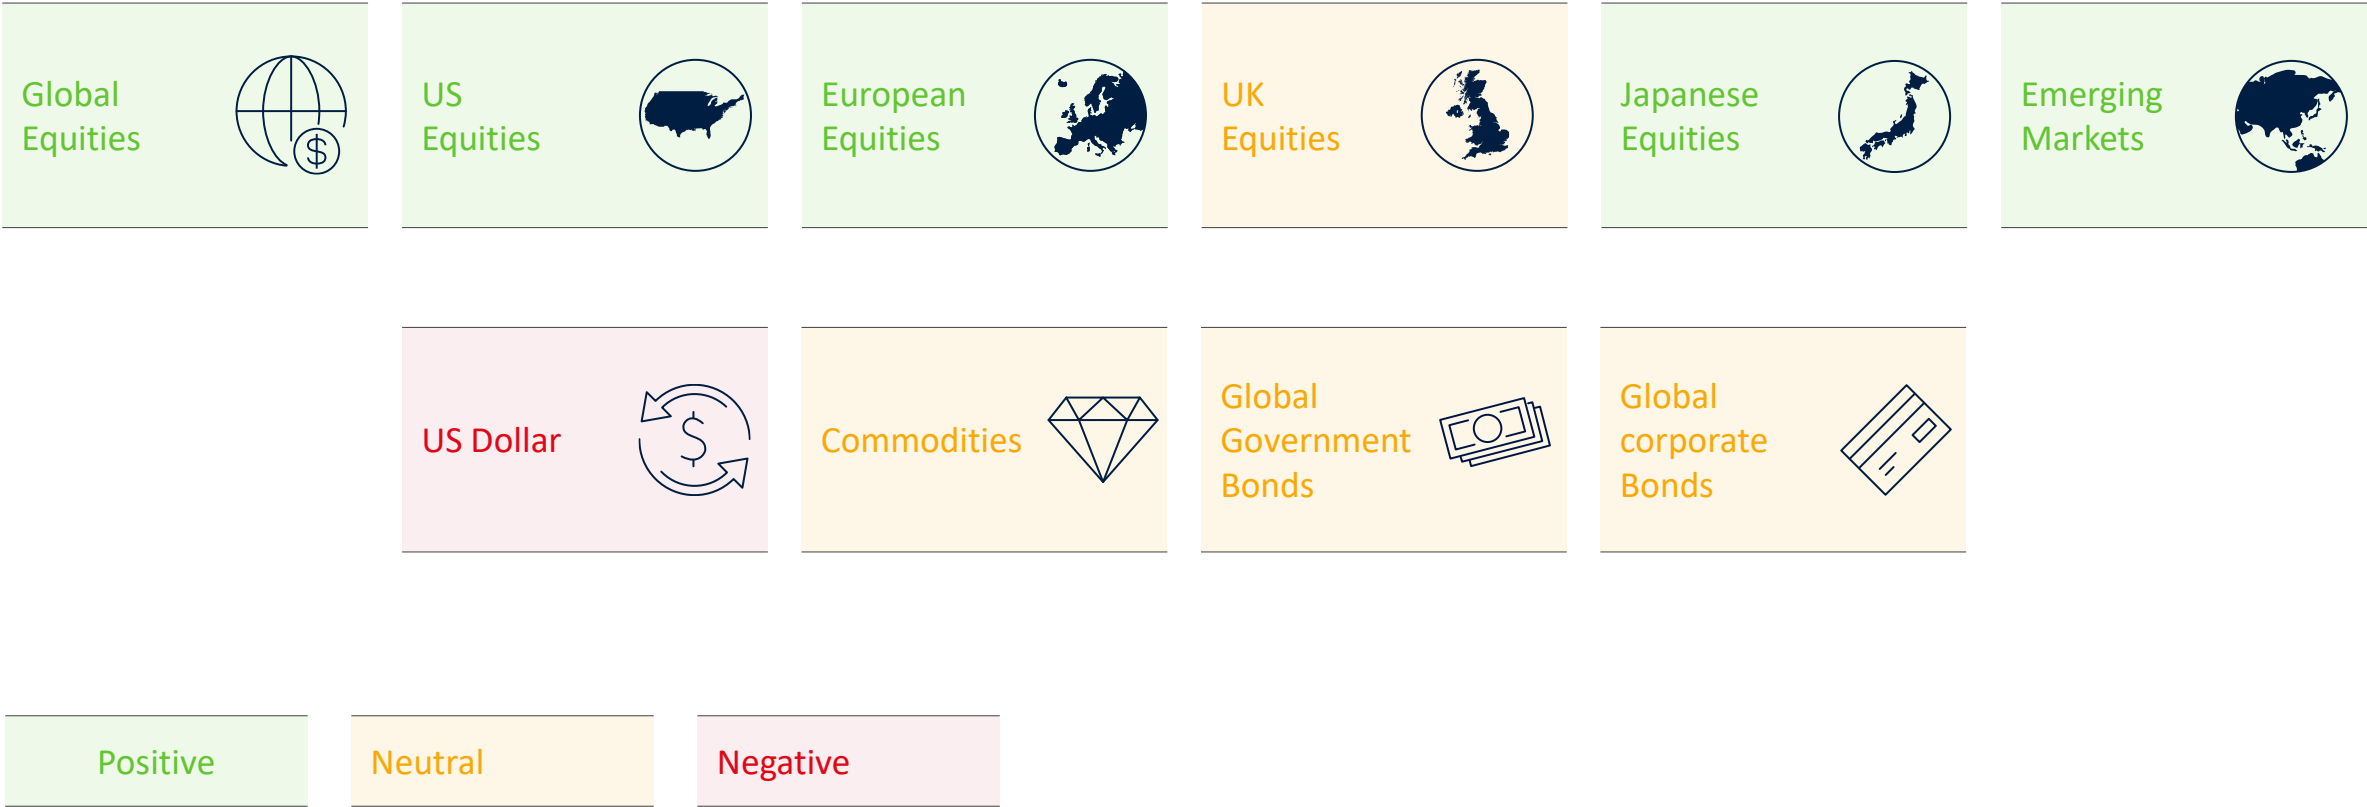 Global
Equities
US
Equities
European
Equities
UK
Equities
Japanese
Equities
Emerging
Markets
US Dollar
Commodities
Global
Government
Bonds
Global
corporate
Bonds
Positive
Neutral
Negative